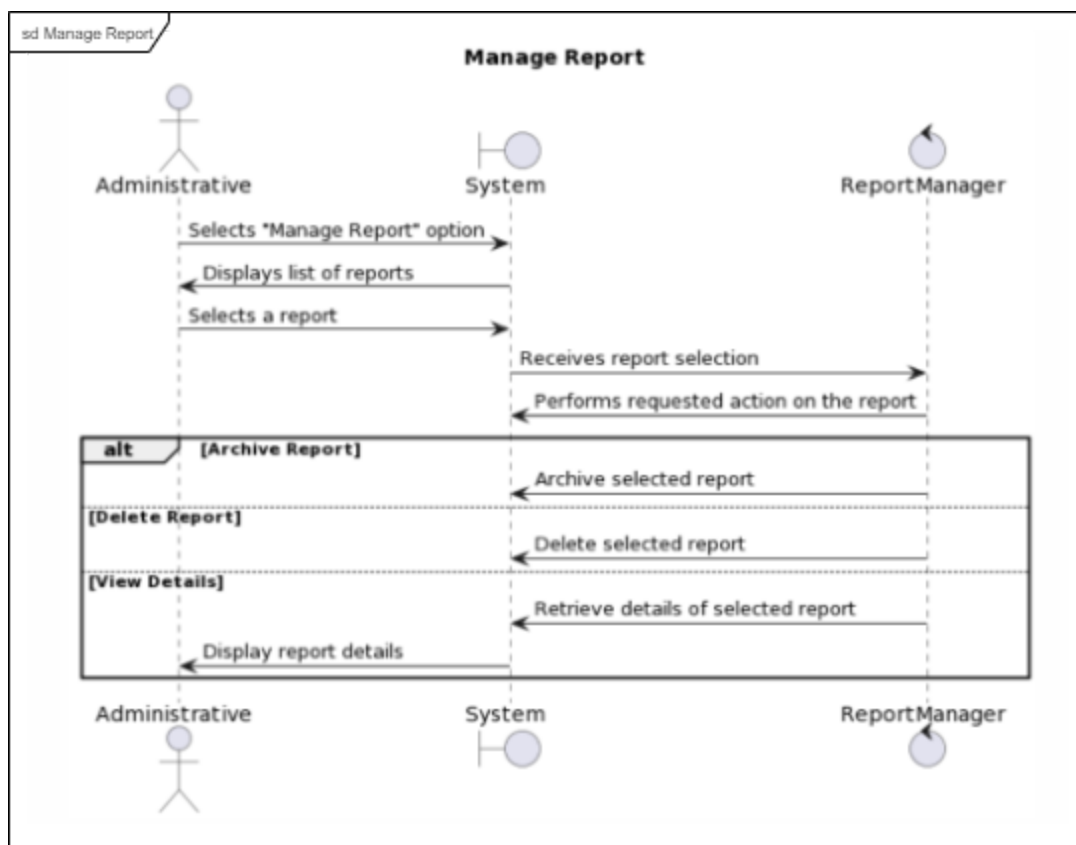 sd Manage Report
Manage Report
Administrative
System
ReportManager
Selects "Manage Report" option
Displays list of reports
Selects a report
Receives report selection
Performs requested action on the report
alt
[Archive Report]
Archive selected report
[Delete Report]
Delete selected report
[View Details]
Retrieve details of selected report
Display report details
Administrative
System
ReportManager